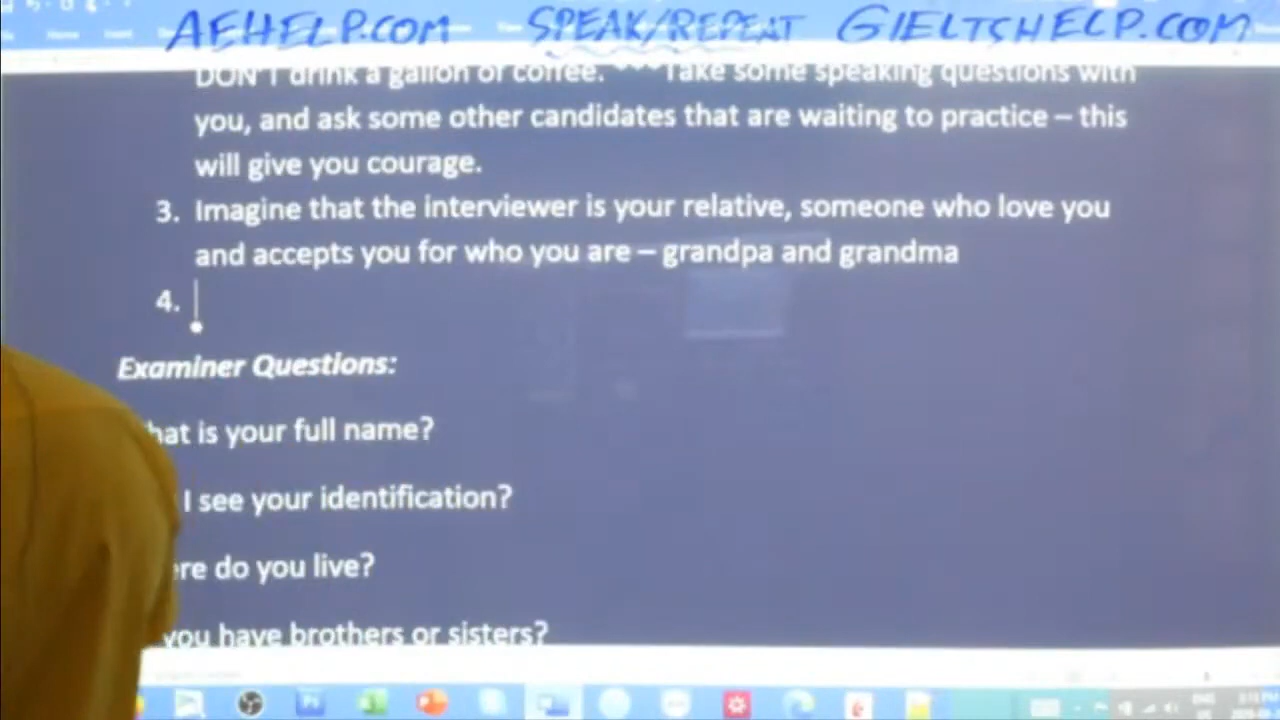 AEHELP.COM SPEAK/REPEAT GIELTSHELP.COM
DON'T drink a gallon of coffee. *** Take some speaking questions with
you, and ask some other candidates that are waiting to practice – this
will give you courage.
3. Imagine that the interviewer is your relative, someone who love you
and accepts you for who you are – grandpa and grandma
4.
Examiner Questions:
hat is your full name?
I see your identification?
re do you live?
you have brothers or sisters?